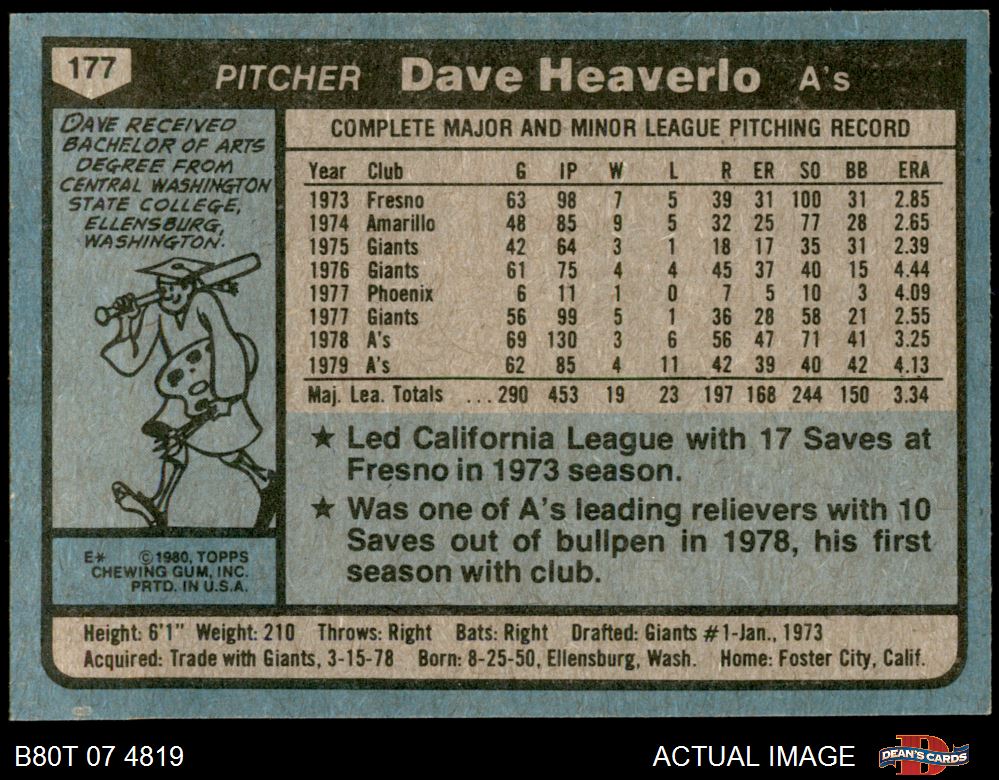 177 PITCHER Dave Heaverlo A's
DAVE RECEIVED
BACHELOR OF ARTS
DEGREE FROM
CENTRAL WASHINGTON
STATE COLLEGE,
ELLENSBURG,
WASHINGTON.
E* ©1980, TOPPS
CHEWING GUM, INC.
PRTD. IN U.S.A.
COMPLETE MAJOR AND MINOR LEAGUE PITCHING RECORD
Year Club G IP W L R ER SO BB ERA
1973 Fresno 63 98 7 5 39 31 100 31 2.85
1974 Amarillo 48 85 9 5 32 25 77 28 2.65
1975 Giants 42 64 3 1 18 17 35 31 2.39
1976 Giants 61 75 4 4 45 37 40 15 4.44
1977 Phoenix 6 11 1 0 7 5 10 3 4.09
1977 Giants 56 99 5 1 36 28 58 21 2.55
1978 A's 69 130 3 6 56 47 71 41 3.25
1979 A's 62 85 4 11 42 39 40 42 4.13
Maj. Lea. Totals ... 290 453 19 23 197 168 244 150 3.34
★ Led California League with 17 Saves at
Fresno in 1973 season.
★ Was one of A's leading relievers with 10
Saves out of bullpen in 1978, his first
season with club.
Height: 6'1" Weight: 210 Throws: Right Bats: Right Drafted: Giants #1-Jan., 1973
Acquired: Trade with Giants, 3-15-78 Born: 8-25-50, Ellensburg, Wash. Home: Foster City, Calif.
B80T 07 4819 ACTUAL IMAGE DEAN'S CARDS